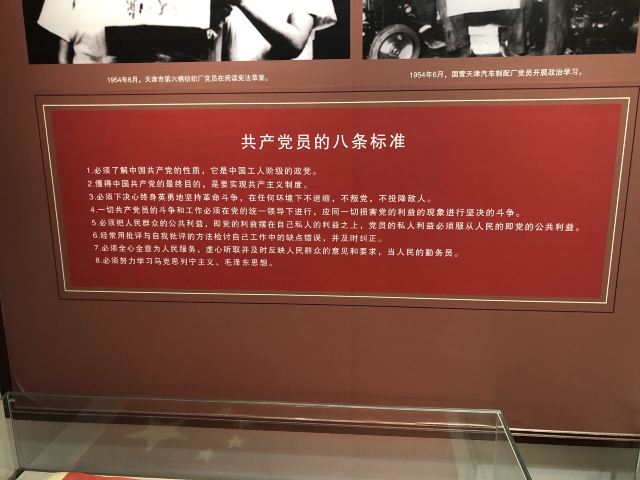 1954年6月，天津市第六棉纺织厂党员在阅读宪法草案。
1954年6月，国营天津汽车制配厂党员开展政治学习。
共产党员的八条标准
1.必须了解中国共产党的性质，它是中国工人阶级的政党。
2.懂得中国共产党的最终目的，是要实现共产主义制度。
3.必须下决心终身英勇地坚持革命斗争，在任何环境下不退缩，不叛党，不投降敌人。
4.一切共产党员的斗争和工作必须在党的统一领导下进行，应同一切损害党的利益的现象进行坚决的斗争。
5.必须把人民群众的公共利益，即党的利益摆在自己私人的利益之上，党员的私人利益必须服从人民的即党的公共利益。
6.经常用批评与自我批评的方法检讨自己工作中的缺点错误，并及时纠正。
7.必须全心全意为人民服务，虚心听取并及时反映人民群众的意见和要求，当人民的勤务员。
8.必须努力学习马克思列宁主义、毛泽东思想。